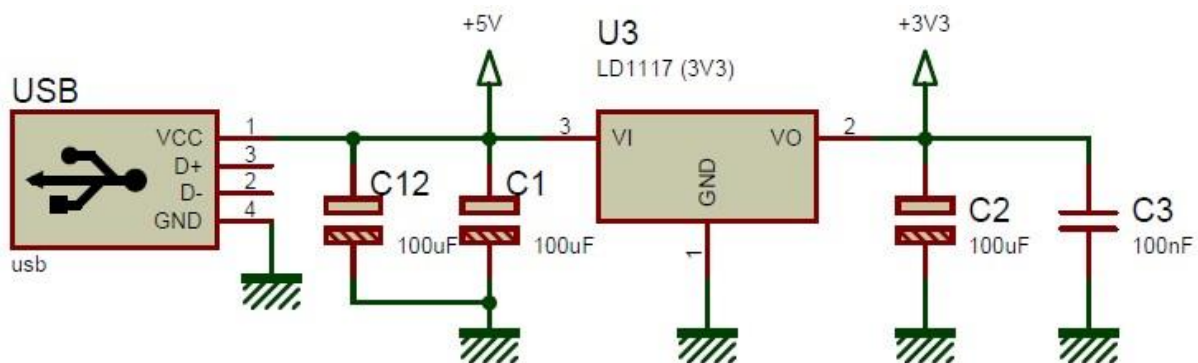 +5V
+3V3
U3
LD1117 (3V3)
USB
VCC 1
D+ 3
D- 2
GND 4
usb
C12
100uF
C1
100uF
3 VI
VO 2
GND
1
C2
100uF
C3
100nF